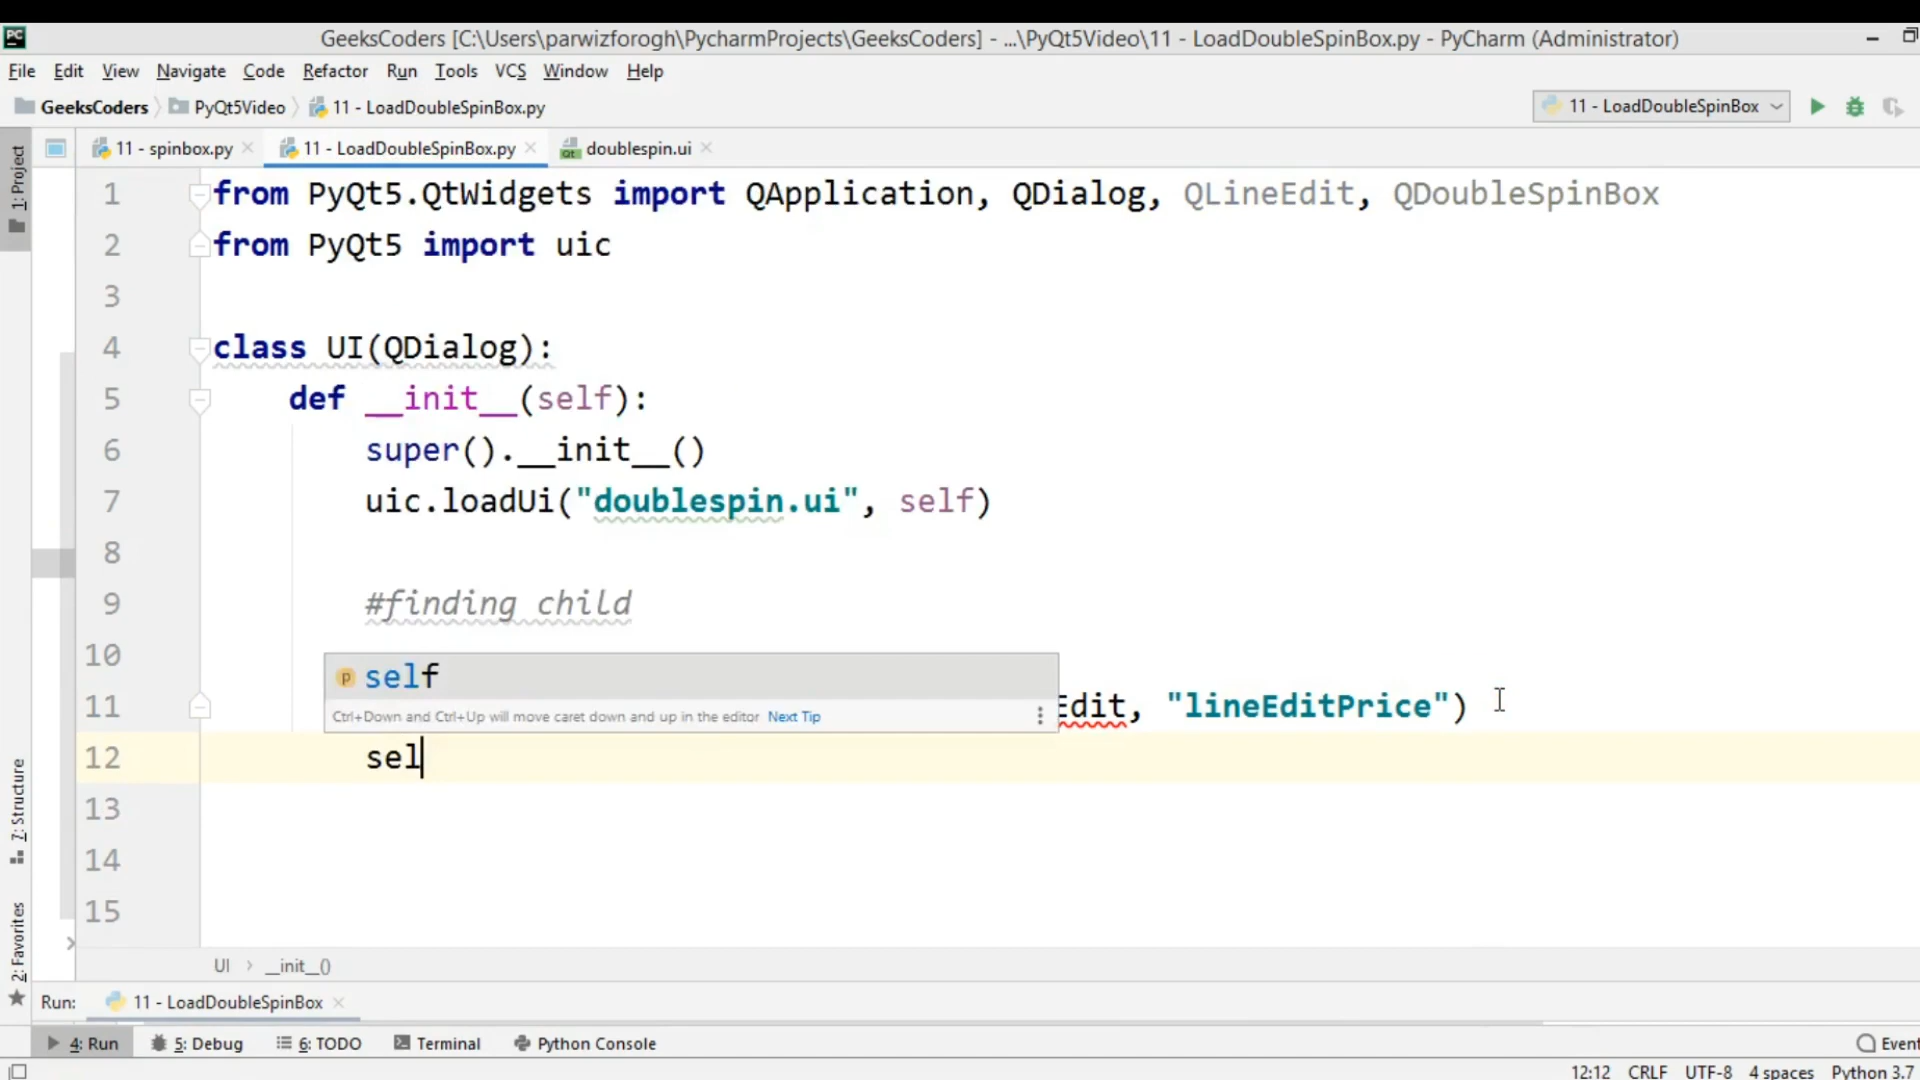 GeeksCoders [C:\Users\parwizforogh\PycharmProjects\GeeksCoders] - ...\PyQt5Video\11 - LoadDoubleSpinBox.py - PyCharm (Administrator)
File Edit View Navigate Code Refactor Run Tools VCS Window Help
GeeksCoders PyQt5Video 11 - LoadDoubleSpinBox.py 11 - LoadDoubleSpinBox
11 - spinbox.py 11 - LoadDoubleSpinBox.py doublespin.ui
1: Project
1 from PyQt5.QtWidgets import QApplication, QDialog, QLineEdit, QDoubleSpinBox
2 from PyQt5 import uic
3
4 class UI(QDialog):
5 def __init__(self):
6 super().__init__()
7 uic.loadUi("doublespin.ui", self)
8
9 #finding child
10
p self
Ctrl+Down and Ctrl+Up will move caret down and up in the editor Next Tip
11 Edit, "lineEditPrice")
12 sel
13
14
15
7: Structure
2: Favorites
UI > __init__()
Run: 11 - LoadDoubleSpinBox
4: Run 5: Debug 6: TODO Terminal Python Console Event
12:12 CRLF UTF-8 4 spaces Python 3.7